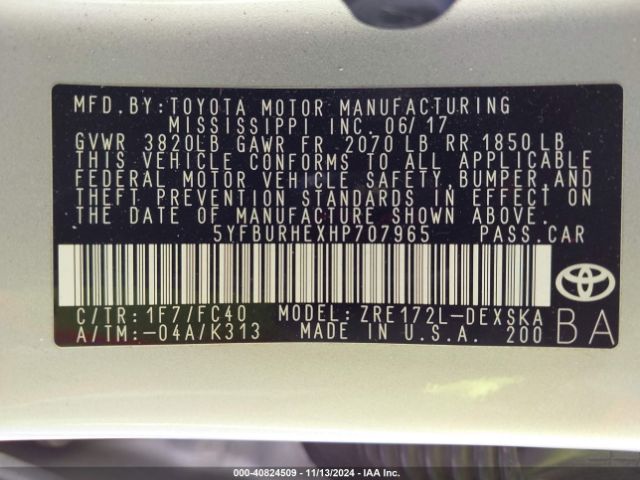 MFD. BY: TOYOTA MOTOR MANUFACTURING
MISSISSIPPI INC. 06/17
GVWR 3820LB GAWR FR. 2070 LB RR 1850 LB
THIS VEHICLE CONFORMS TO ALL APPLICABLE
FEDERAL MOTOR VEHICLE SAFETY, BUMPER, AND
THEFT PREVENTION STANDARDS IN EFFECT ON
THE DATE OF MANUFACTURE SHOWN ABOVE.
5YFBURHEXHP707965 PASS. CAR
C/TR: 1F7/FC40 MODEL: ZRE172L-DEXSKA
A/TM: -04A/K313 MADE IN U.S.A. 200
BA
000-40824509 - 11/13/2024 - IAA Inc.